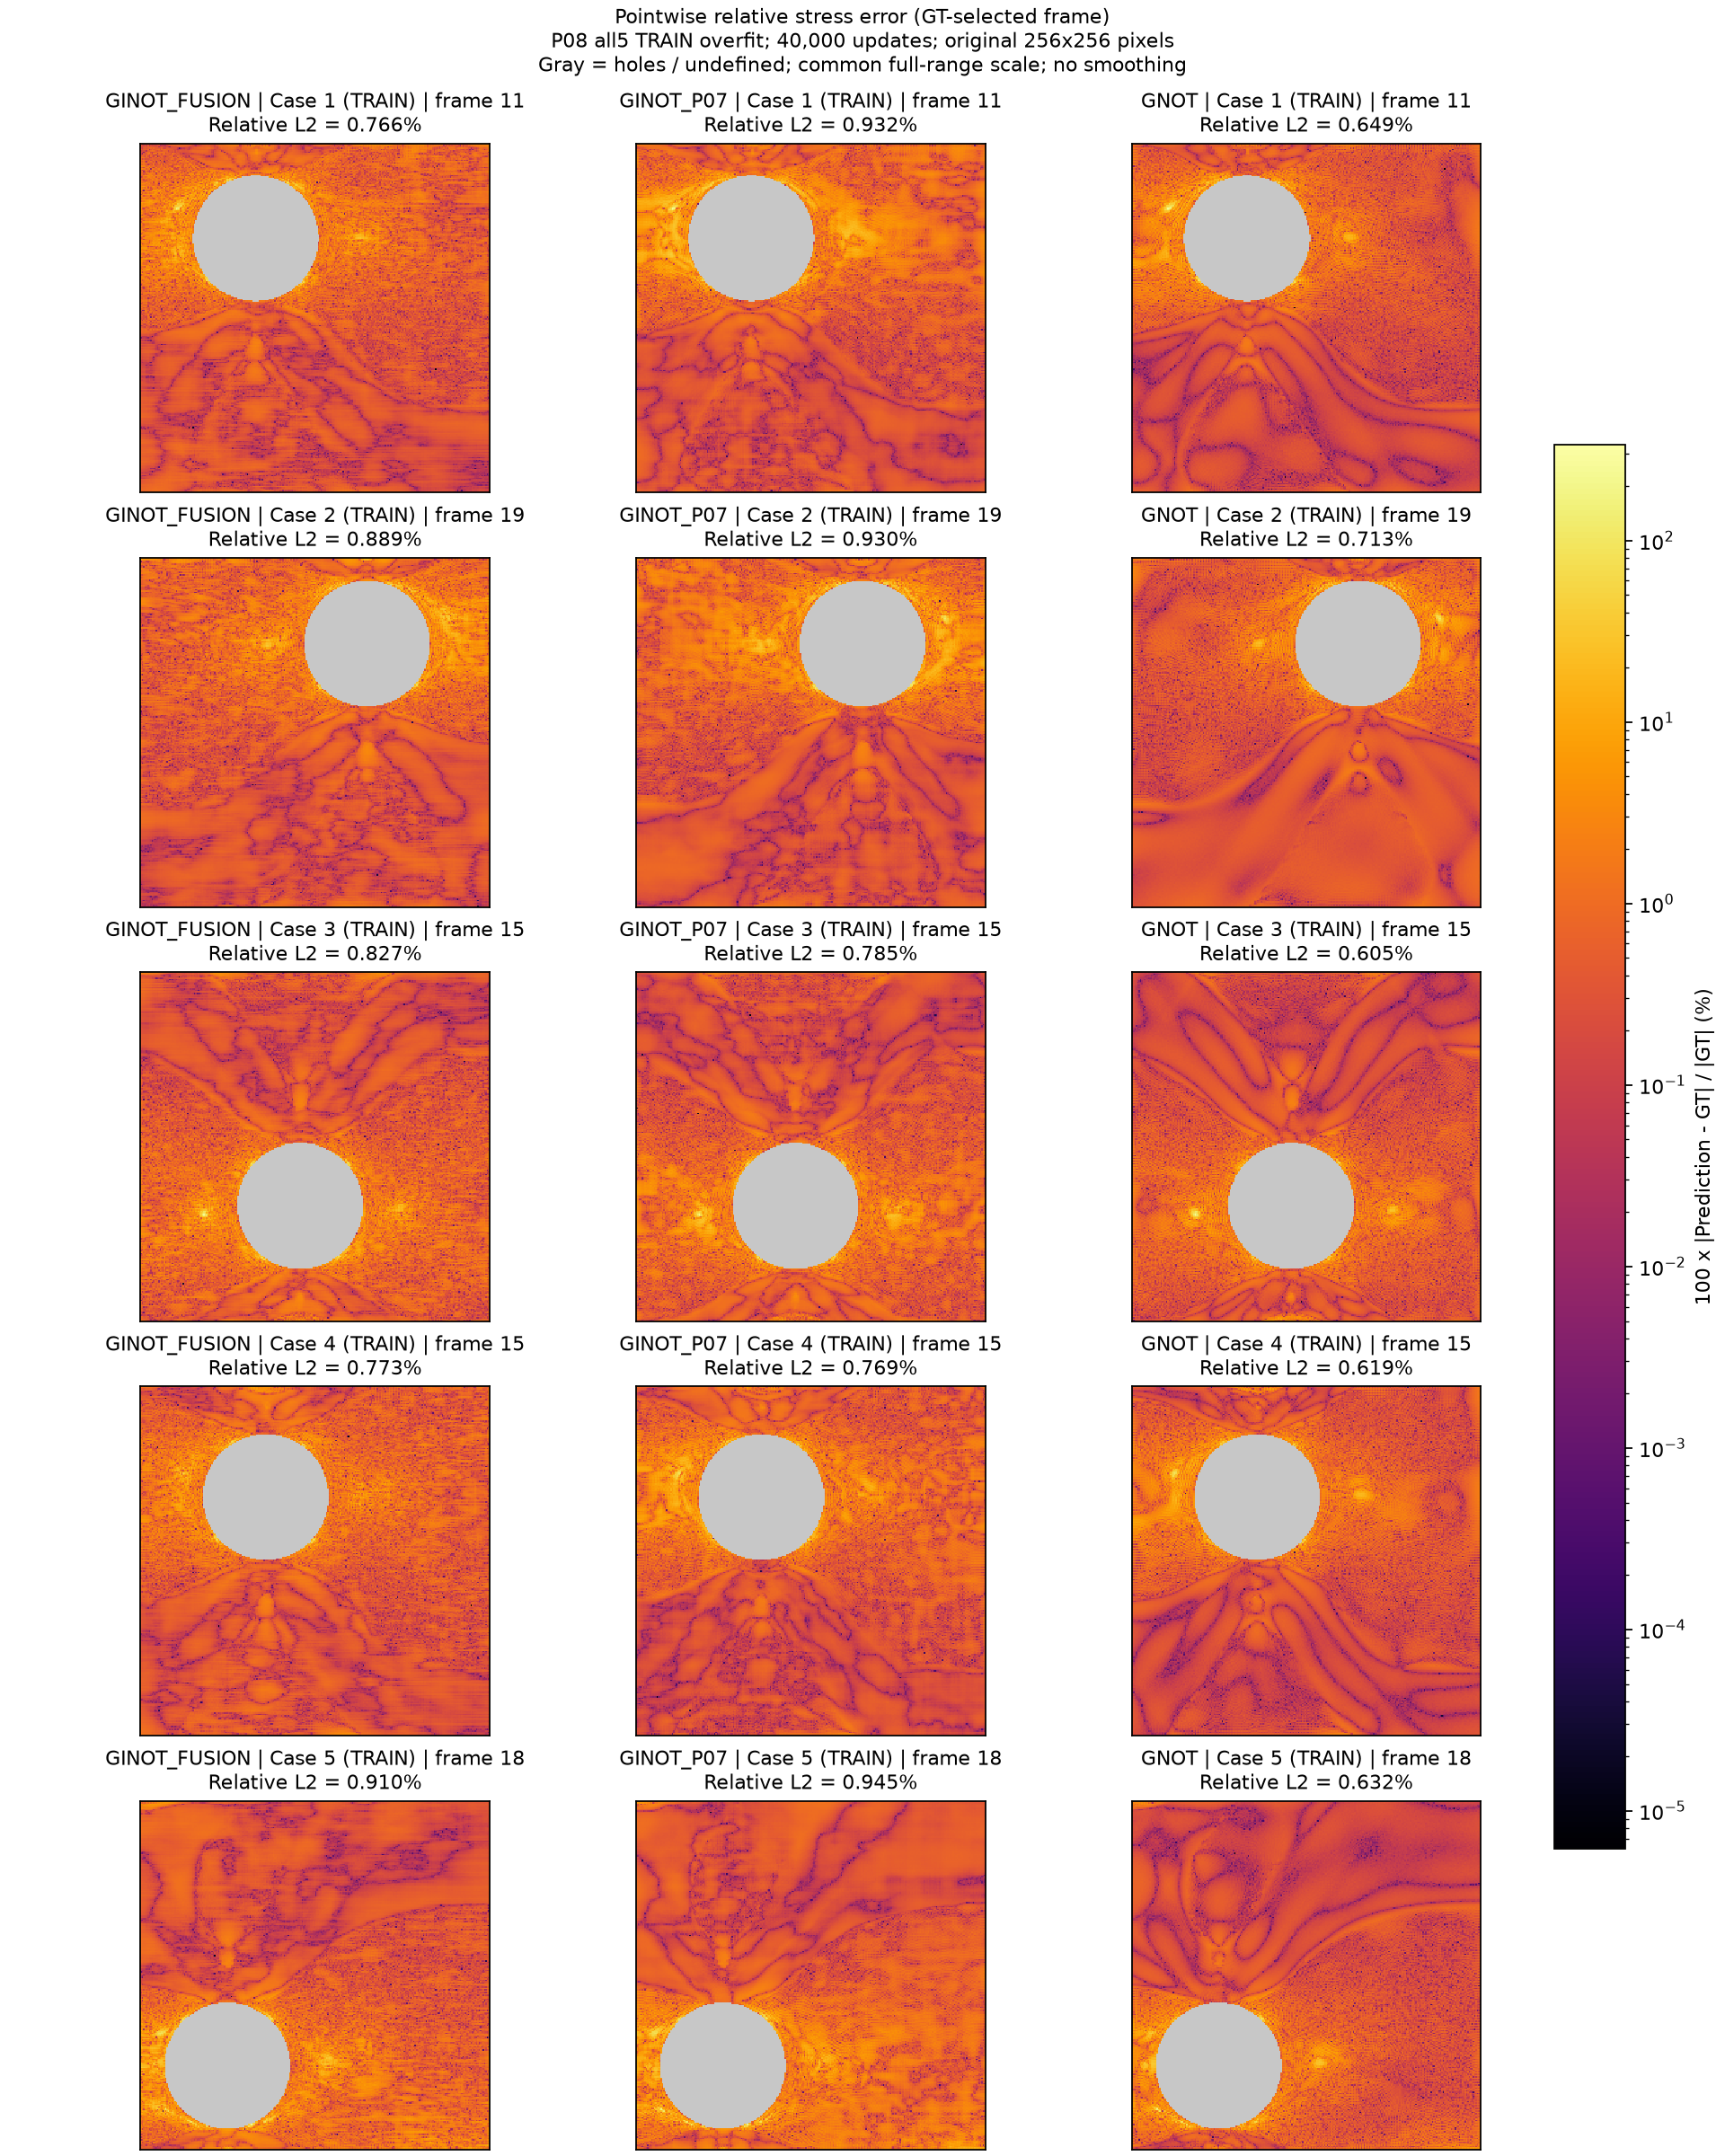 Pointwise relative stress error (GT-selected frame)
P08 all5 TRAIN overfit; 40,000 updates; original 256x256 pixels
Gray = holes / undefined; common full-range scale; no smoothing
GINOT_FUSION | Case 1 (TRAIN) | frame 11
Relative L2 = 0.766%
GINOT_P07 | Case 1 (TRAIN) | frame 11
Relative L2 = 0.932%
GNOT | Case 1 (TRAIN) | frame 11
Relative L2 = 0.649%
GINOT_FUSION | Case 2 (TRAIN) | frame 19
Relative L2 = 0.889%
GINOT_P07 | Case 2 (TRAIN) | frame 19
Relative L2 = 0.930%
GNOT | Case 2 (TRAIN) | frame 19
Relative L2 = 0.713%
GINOT_FUSION | Case 3 (TRAIN) | frame 15
Relative L2 = 0.827%
GINOT_P07 | Case 3 (TRAIN) | frame 15
Relative L2 = 0.785%
GNOT | Case 3 (TRAIN) | frame 15
Relative L2 = 0.605%
GINOT_FUSION | Case 4 (TRAIN) | frame 15
Relative L2 = 0.773%
GINOT_P07 | Case 4 (TRAIN) | frame 15
Relative L2 = 0.769%
GNOT | Case 4 (TRAIN) | frame 15
Relative L2 = 0.619%
GINOT_FUSION | Case 5 (TRAIN) | frame 18
Relative L2 = 0.910%
GINOT_P07 | Case 5 (TRAIN) | frame 18
Relative L2 = 0.945%
GNOT | Case 5 (TRAIN) | frame 18
Relative L2 = 0.632%
10²
10¹
10⁰
10⁻¹
10⁻²
10⁻³
10⁻⁴
10⁻⁵
100 x |Prediction - GT| / |GT| (%)